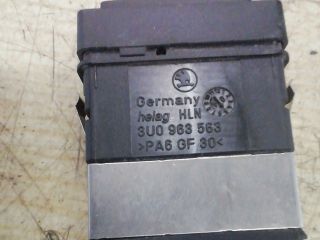 Germany
helag HLN
3U0 963 563
>PA6 GF 30<